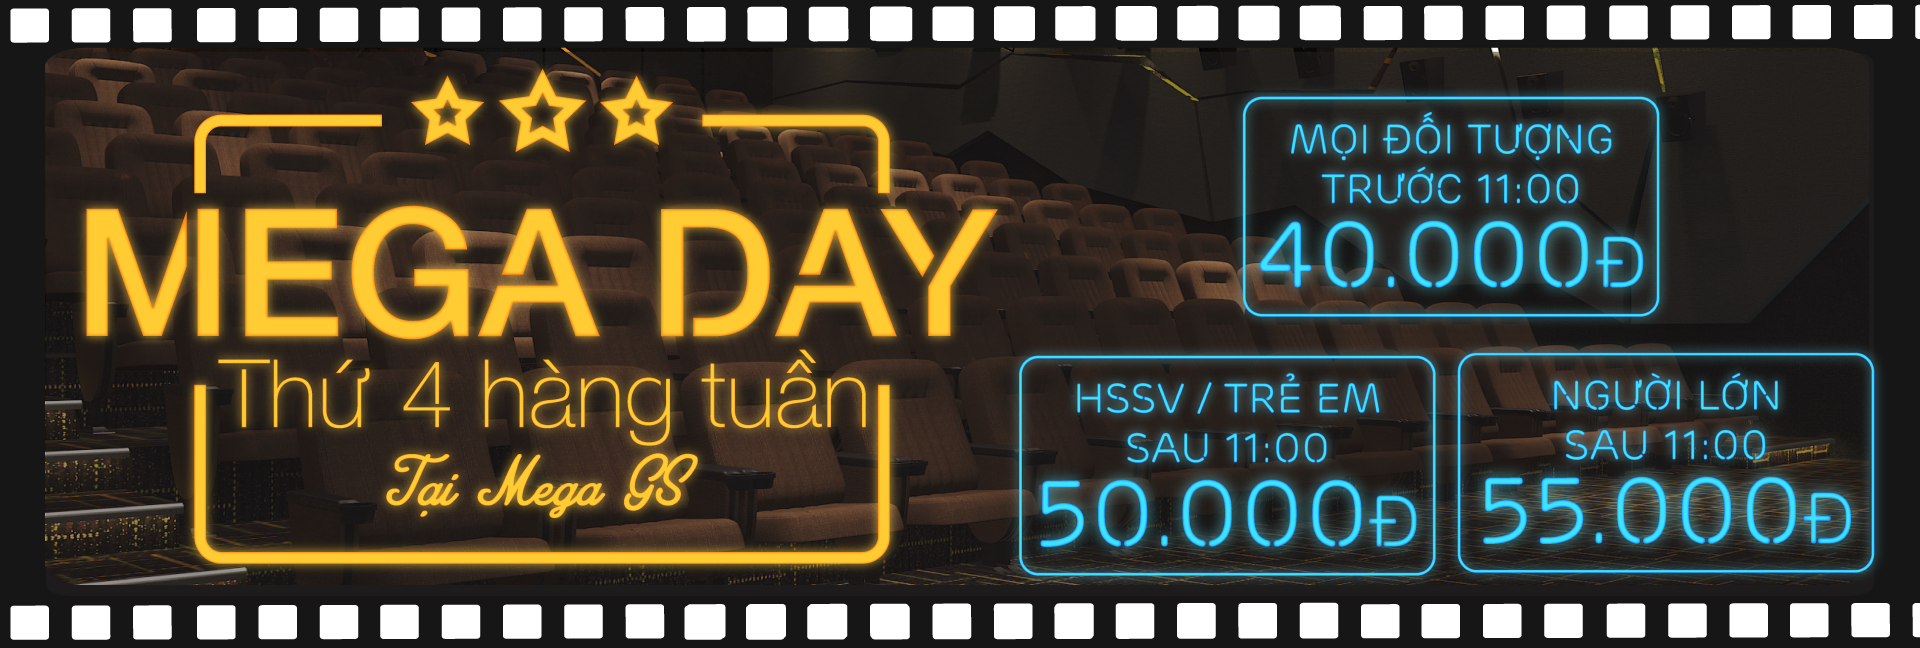 MEGA DAY
Thứ 4 hàng tuần
Tại Mega GS
MỌI ĐỐI TƯỢNG
TRƯỚC 11:00
40.000Đ
HSSV / TRẺ EM
SAU 11:00
50.000Đ
NGƯỜI LỚN
SAU 11:00
55.000Đ